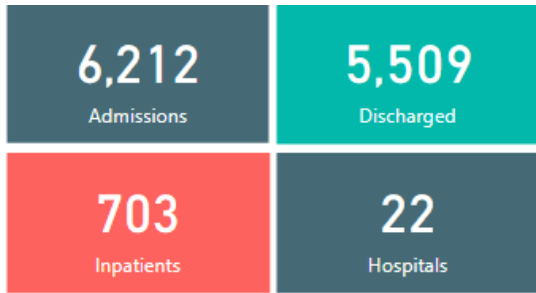 6,212
Admissions
5,509
Discharged
703
Inpatients
22
Hospitals